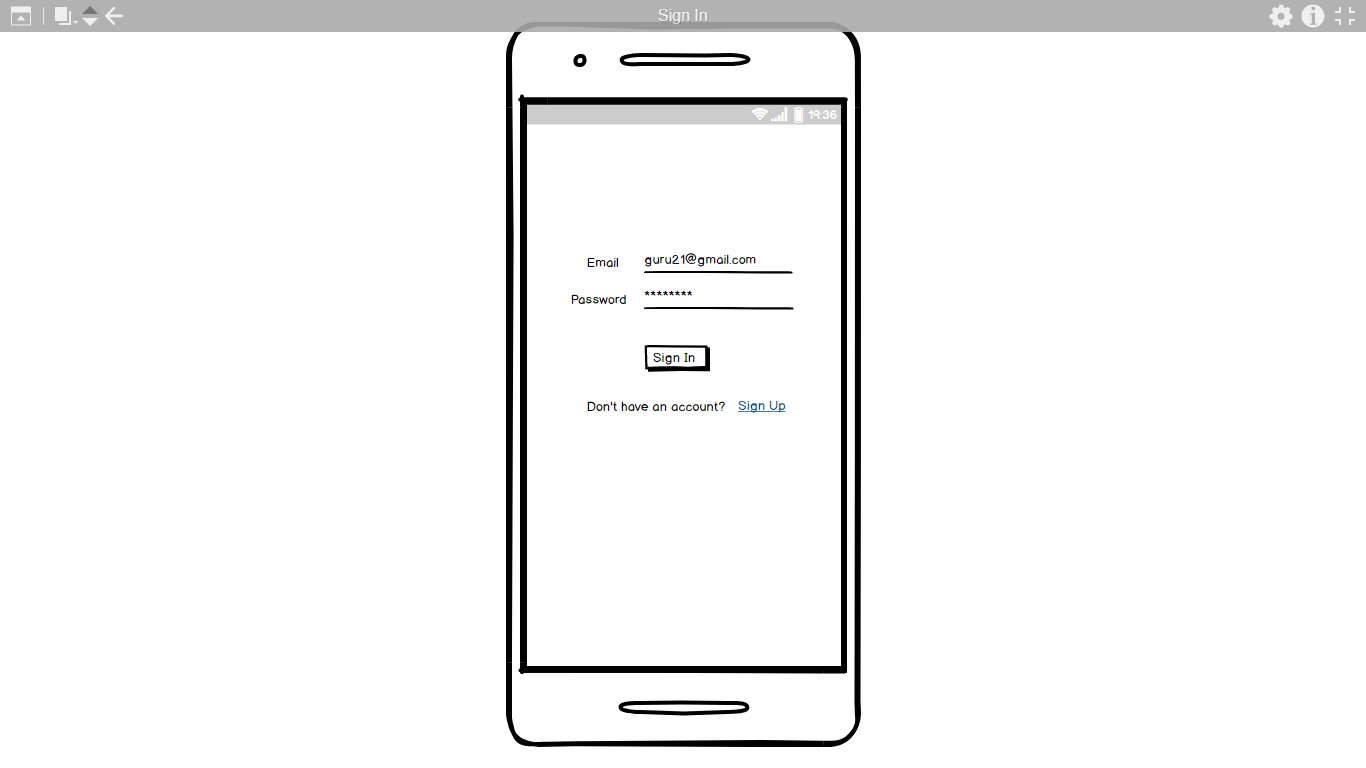 Sign In
19:36
Email guru21@gmail.com
Password ********
Sign In
Don't have an account? Sign Up